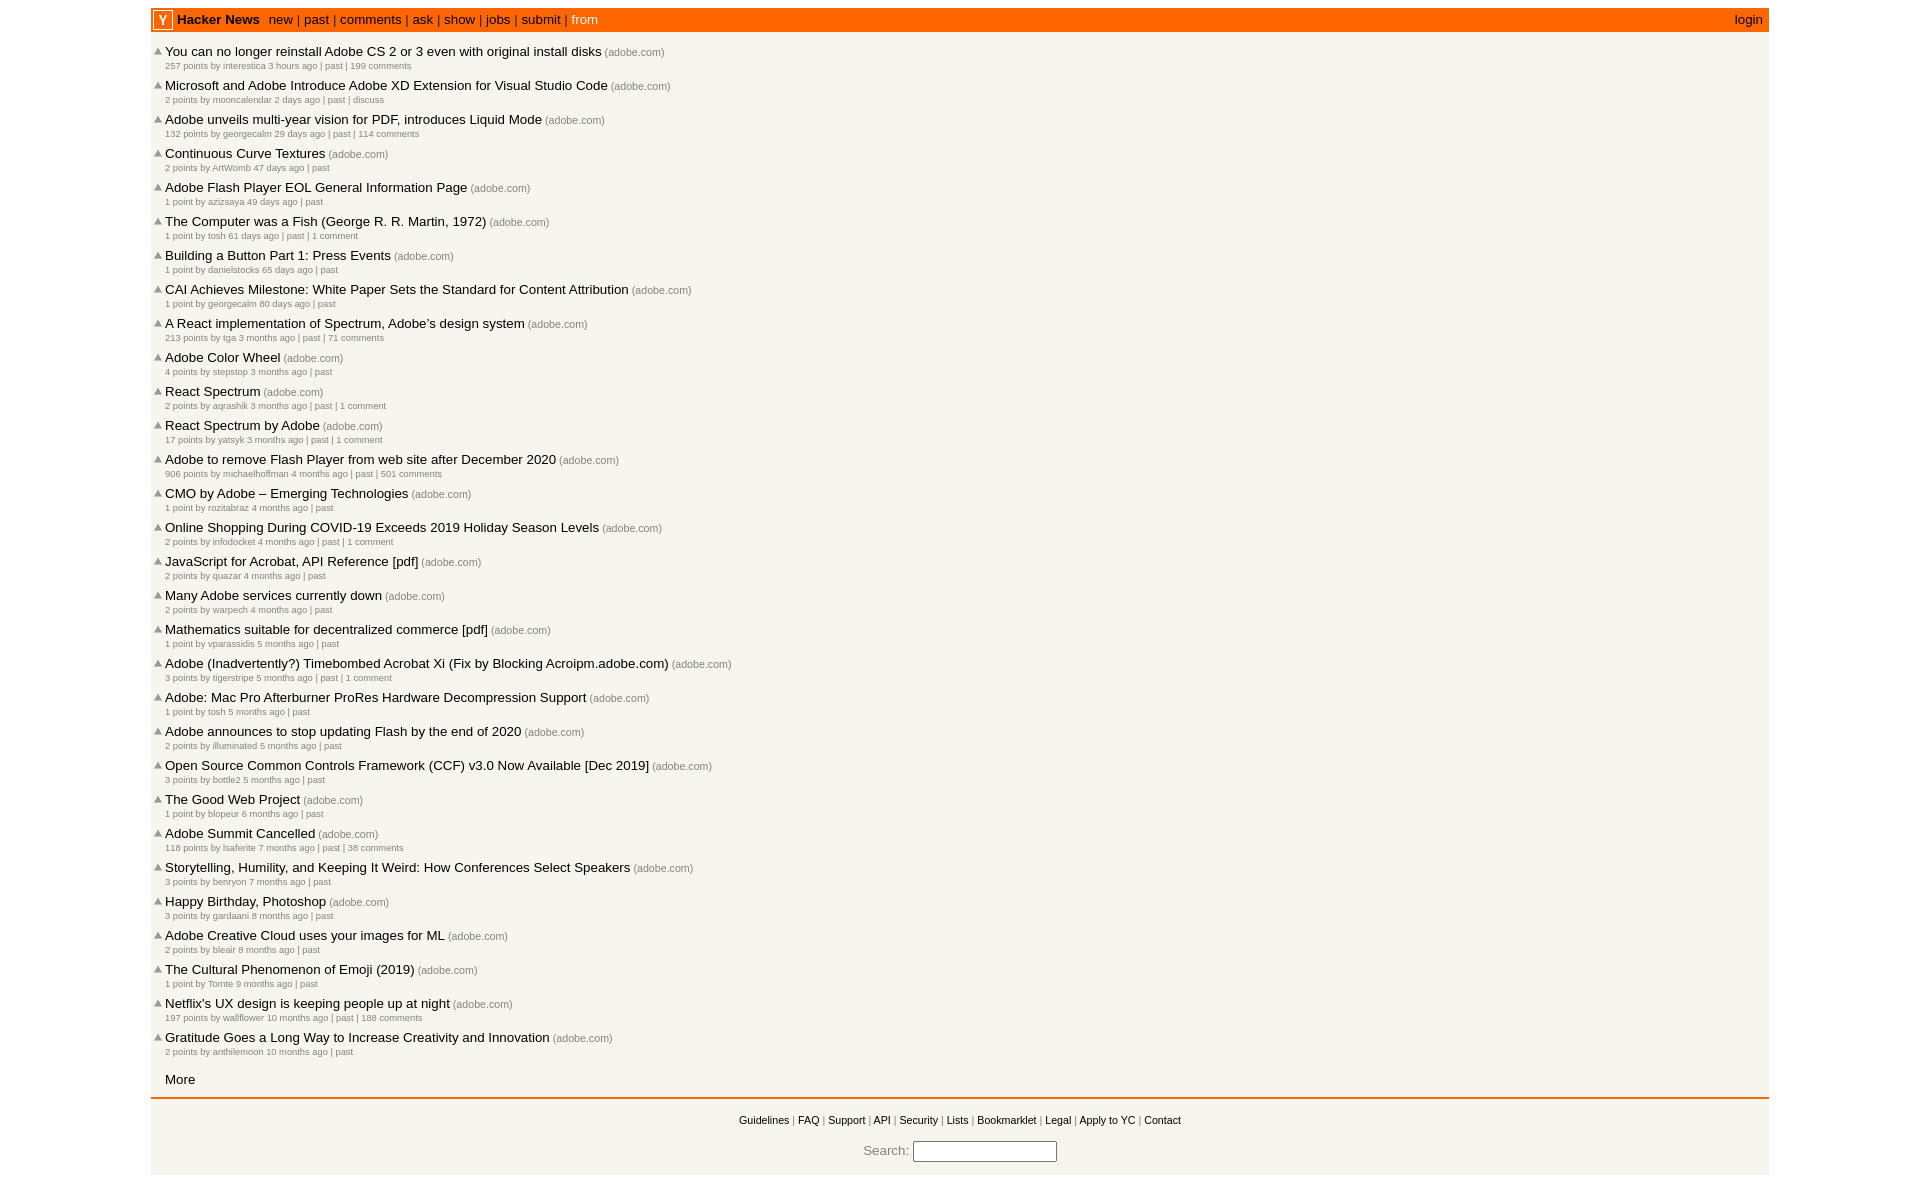 Y Hacker News new | past | comments | ask | show | jobs | submit | from login
You can no longer reinstall Adobe CS 2 or 3 even with original install disks (adobe.com)
257 points by interestica 3 hours ago | past | 199 comments
Microsoft and Adobe Introduce Adobe XD Extension for Visual Studio Code (adobe.com)
2 points by mooncalendar 2 days ago | past | discuss
Adobe unveils multi-year vision for PDF, introduces Liquid Mode (adobe.com)
132 points by georgecalm 29 days ago | past | 114 comments
Continuous Curve Textures (adobe.com)
2 points by ArtWomb 47 days ago | past
Adobe Flash Player EOL General Information Page (adobe.com)
1 point by azizsaya 49 days ago | past
The Computer was a Fish (George R. R. Martin, 1972) (adobe.com)
1 point by tosh 61 days ago | past | 1 comment
Building a Button Part 1: Press Events (adobe.com)
1 point by danielstocks 65 days ago | past
CAI Achieves Milestone: White Paper Sets the Standard for Content Attribution (adobe.com)
1 point by georgecalm 80 days ago | past
A React implementation of Spectrum, Adobe’s design system (adobe.com)
213 points by tga 3 months ago | past | 71 comments
Adobe Color Wheel (adobe.com)
4 points by stepstop 3 months ago | past
React Spectrum (adobe.com)
2 points by aqrashik 3 months ago | past | 1 comment
React Spectrum by Adobe (adobe.com)
17 points by yatsyk 3 months ago | past | 1 comment
Adobe to remove Flash Player from web site after December 2020 (adobe.com)
906 points by michaelhoffman 4 months ago | past | 501 comments
CMO by Adobe – Emerging Technologies (adobe.com)
1 point by rozitabraz 4 months ago | past
Online Shopping During COVID-19 Exceeds 2019 Holiday Season Levels (adobe.com)
2 points by infodocket 4 months ago | past | 1 comment
JavaScript for Acrobat, API Reference [pdf] (adobe.com)
2 points by quazar 4 months ago | past
Many Adobe services currently down (adobe.com)
2 points by warpech 4 months ago | past
Mathematics suitable for decentralized commerce [pdf] (adobe.com)
1 point by vparassidis 5 months ago | past
Adobe (Inadvertently?) Timebombed Acrobat Xi (Fix by Blocking Acroipm.adobe.com) (adobe.com)
3 points by tigerstripe 5 months ago | past | 1 comment
Adobe: Mac Pro Afterburner ProRes Hardware Decompression Support (adobe.com)
1 point by tosh 5 months ago | past
Adobe announces to stop updating Flash by the end of 2020 (adobe.com)
2 points by illuminated 5 months ago | past
Open Source Common Controls Framework (CCF) v3.0 Now Available [Dec 2019] (adobe.com)
3 points by bottle2 5 months ago | past
The Good Web Project (adobe.com)
1 point by blopeur 6 months ago | past
Adobe Summit Cancelled (adobe.com)
118 points by lsaferite 7 months ago | past | 38 comments
Storytelling, Humility, and Keeping It Weird: How Conferences Select Speakers (adobe.com)
3 points by benryon 7 months ago | past
Happy Birthday, Photoshop (adobe.com)
3 points by gardaani 8 months ago | past
Adobe Creative Cloud uses your images for ML (adobe.com)
2 points by bleair 8 months ago | past
The Cultural Phenomenon of Emoji (2019) (adobe.com)
1 point by Tomte 9 months ago | past
Netflix's UX design is keeping people up at night (adobe.com)
197 points by wallflower 10 months ago | past | 188 comments
Gratitude Goes a Long Way to Increase Creativity and Innovation (adobe.com)
2 points by anthilemoon 10 months ago | past
More
Guidelines | FAQ | Support | API | Security | Lists | Bookmarklet | Legal | Apply to YC | Contact
Search: